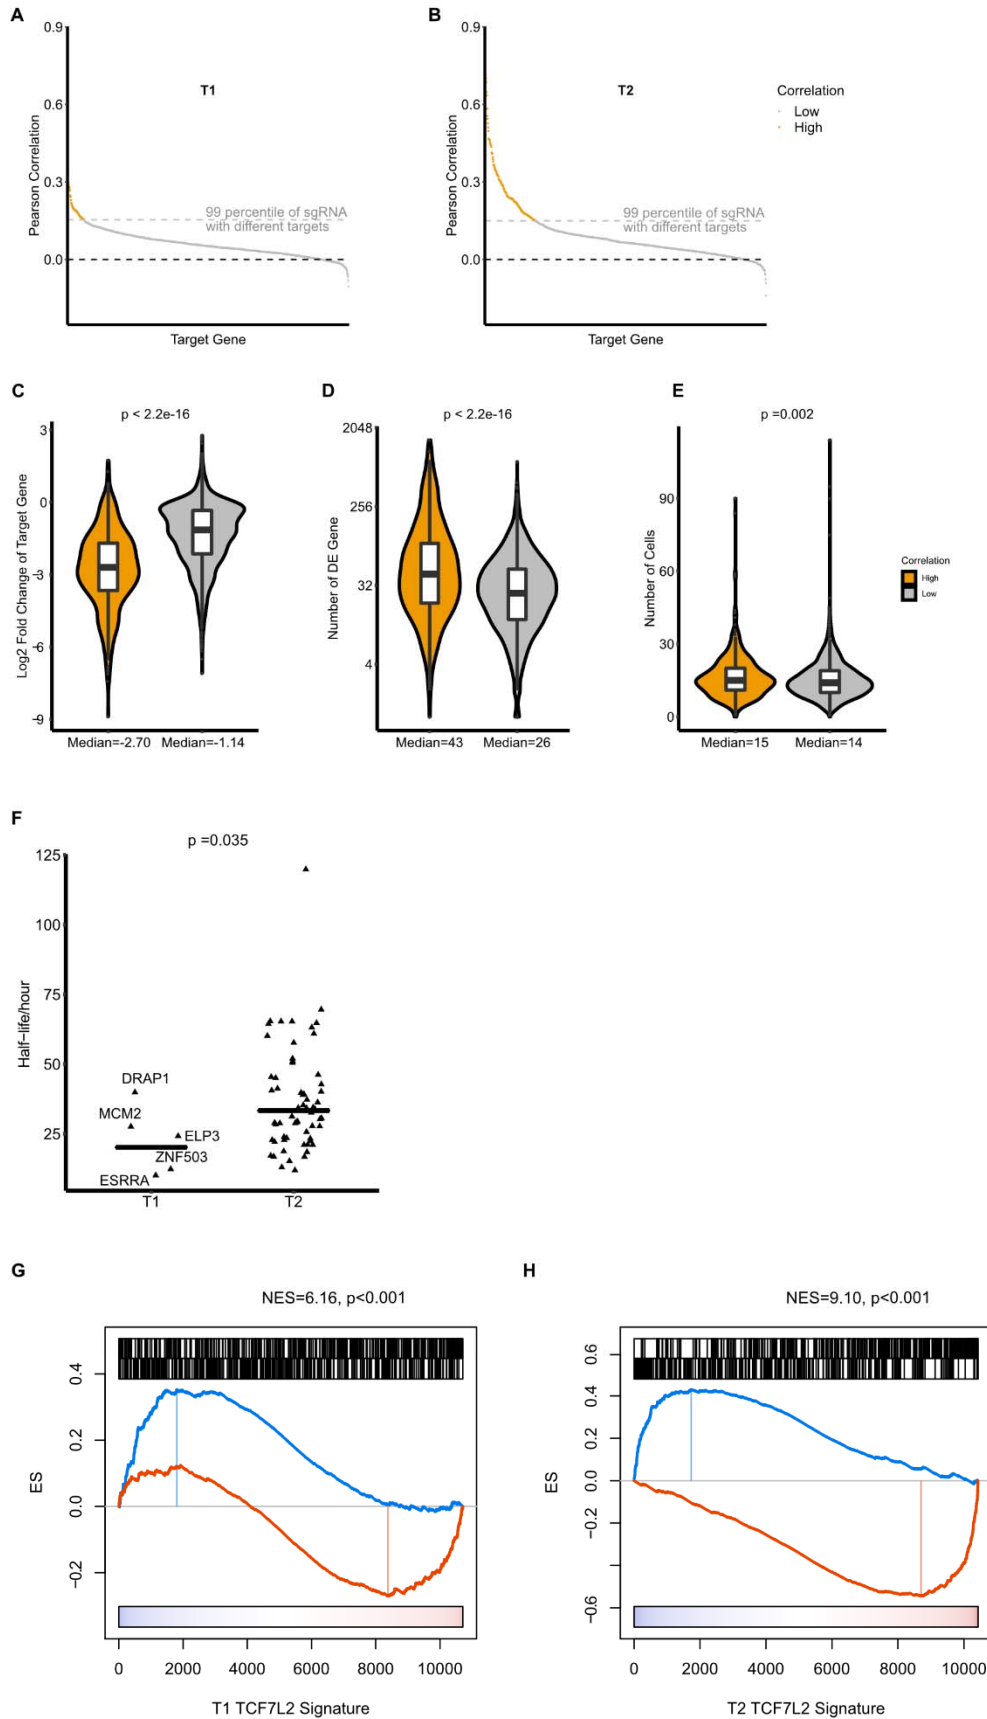 A
B
0.9
0.6
0.3
0.0
Pearson Correlation
T1
99 percentile of sgRNA
with different targets
Target Gene
0.9
0.6
0.3
0.0
Pearson Correlation
T2
99 percentile of sgRNA
with different targets
Target Gene
Correlation
Low
High
C
p < 2.2e-16
3
0
-3
-6
-9
Log2 Fold Change of Target Gene
Median=-2.70 Median=-1.14
D
p < 2.2e-16
2048
256
32
4
Number of DE Gene
Median=43 Median=26
E
p =0.002
90
60
30
0
Number of Cells
Median=15 Median=14
Correlation
High
Low
F
p =0.035
125
100
75
50
25
Half-life/hour
DRAP1
MCM2
ELP3
ZNF503
ESRRA
T1 T2
G
NES=6.16, p<0.001
0.4
0.2
0.0
-0.2
ES
0 2000 4000 6000 8000 10000
T1 TCF7L2 Signature
H
NES=9.10, p<0.001
0.6
0.4
0.2
0.0
-0.2
-0.6
ES
0 2000 4000 6000 8000 10000
T2 TCF7L2 Signature